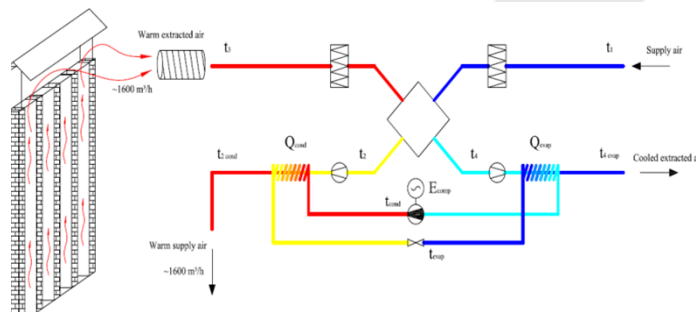 Warm extracted air
t3
t1
Supply air
~1600 m³/h
Qcond
Qevap
t2 cond
t2
t4
t4 evap
Cooled extracted a
Ecomp
tcond
Warm supply air
tevap
~1600 m³/h